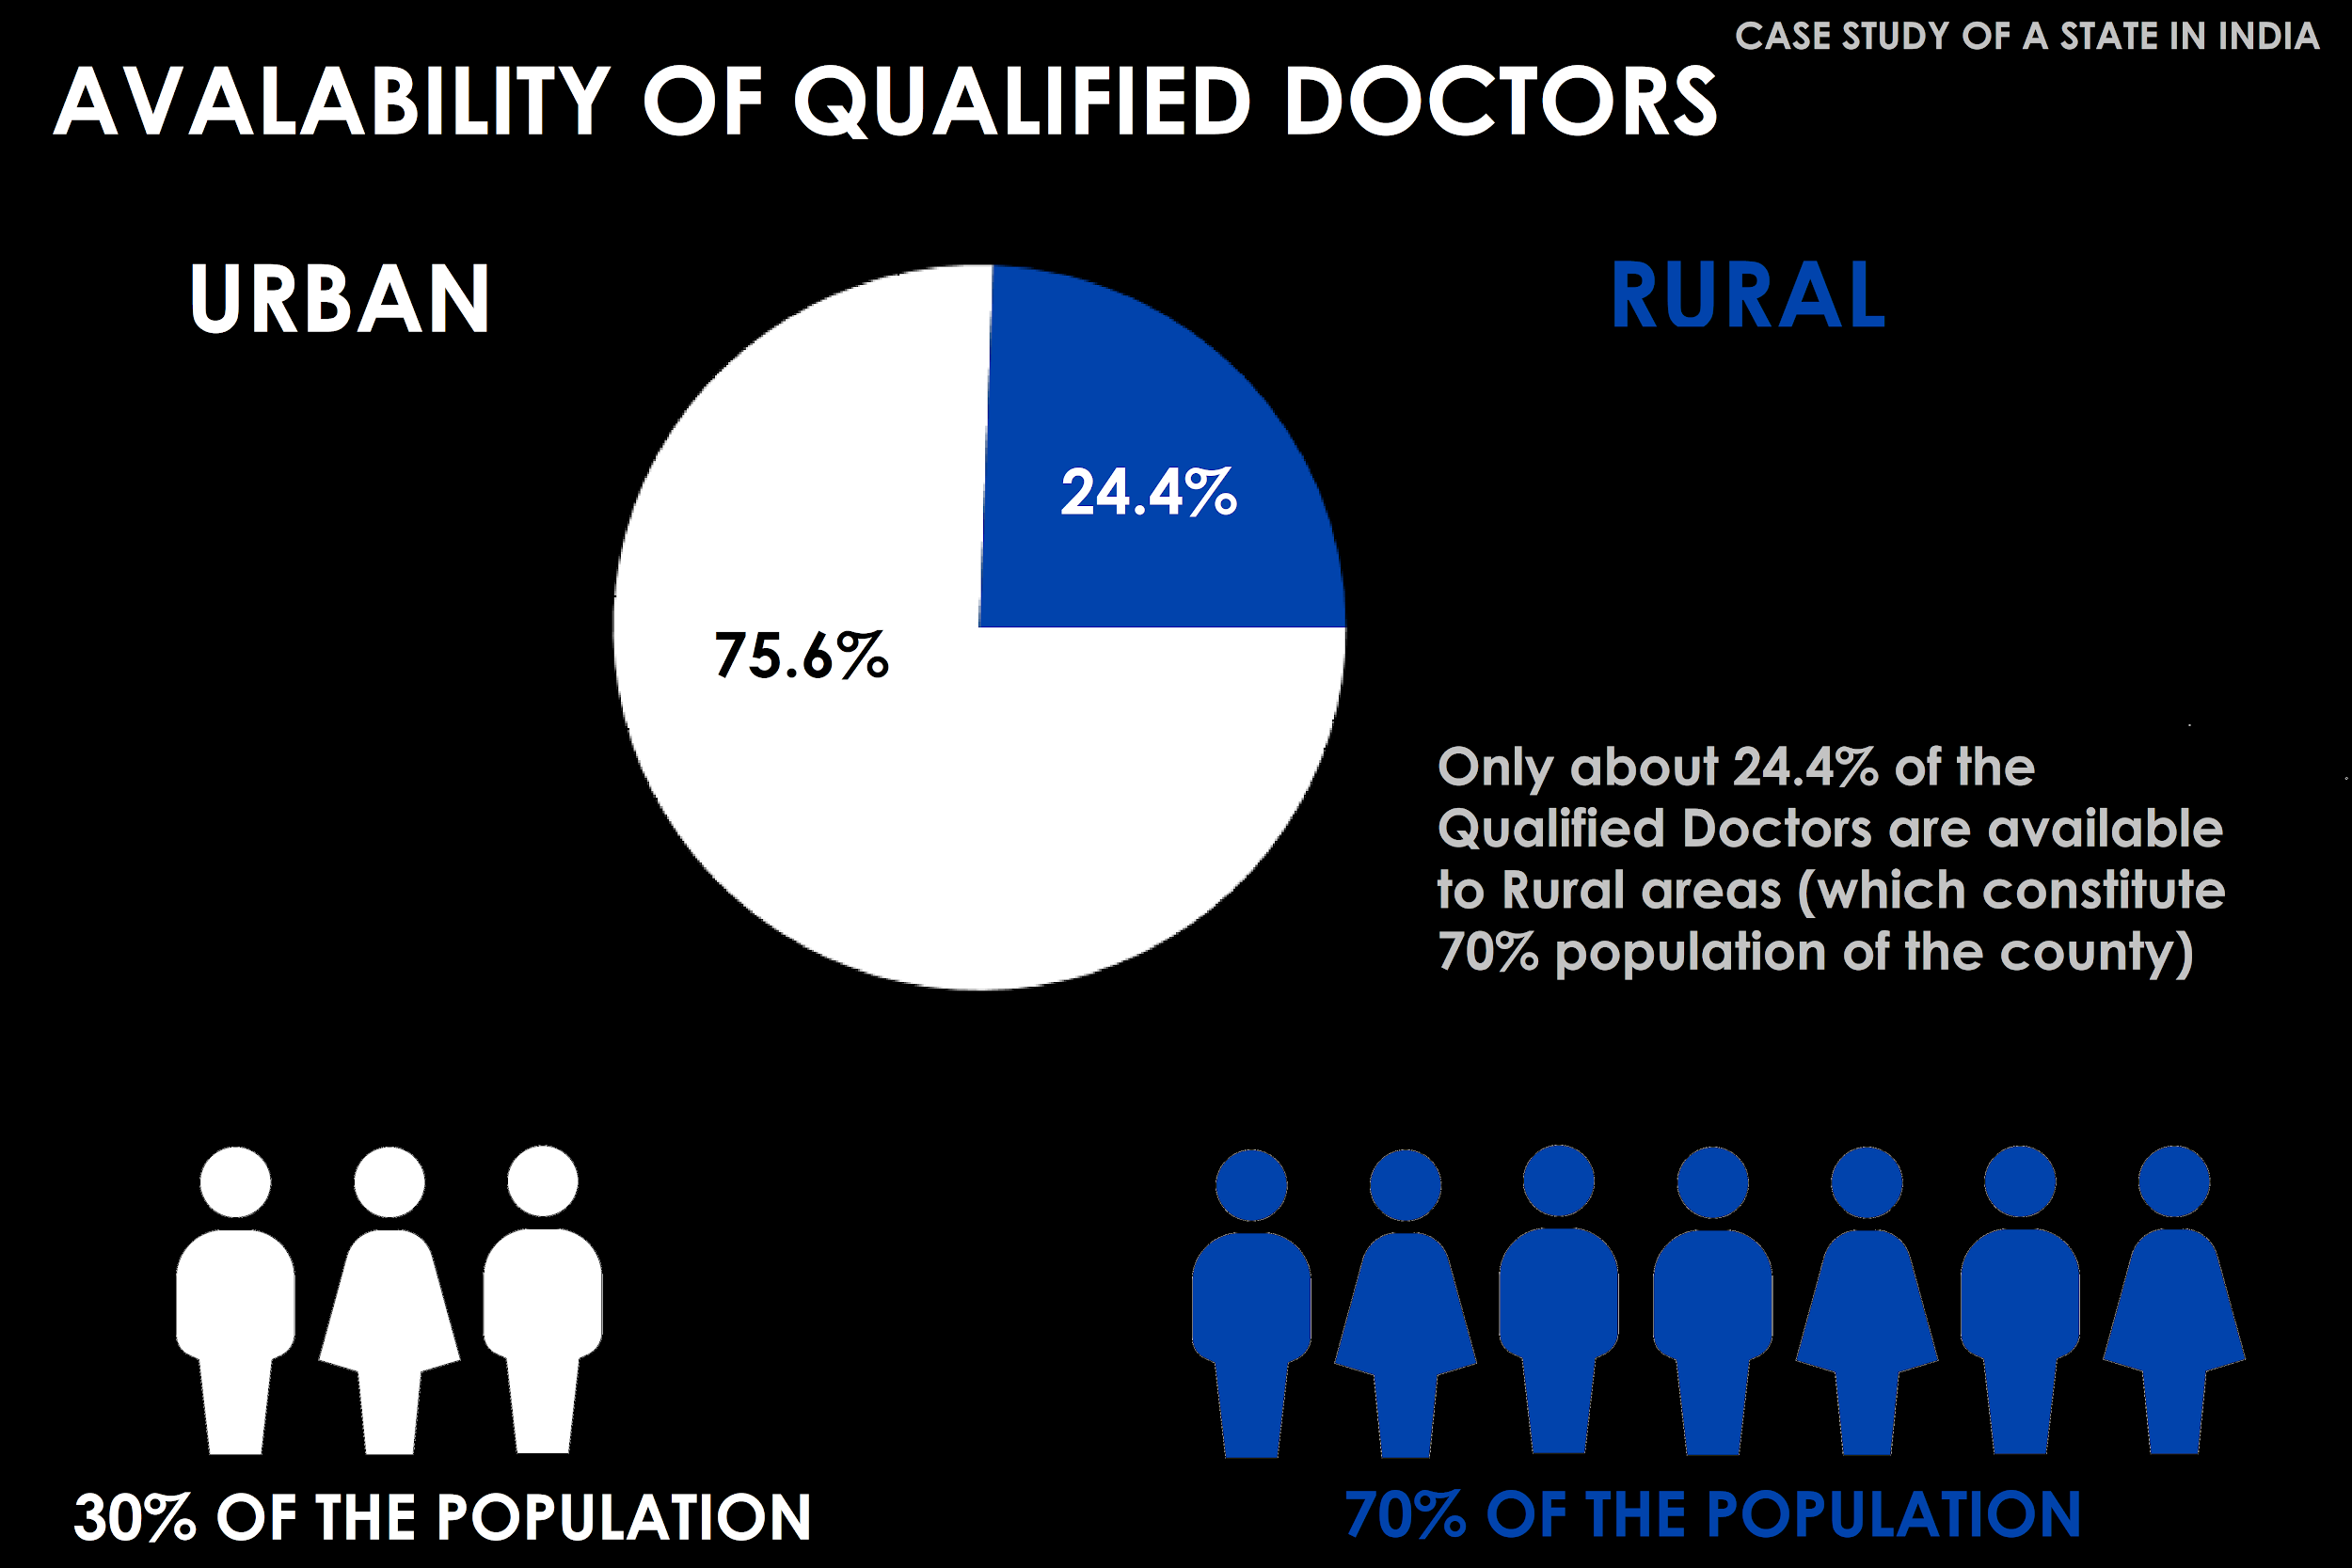 CASE STUDY OF A STATE IN INDIA
AVALABILITY OF QUALIFIED DOCTORS
URBAN
RURAL
24.4%
75.6%
Only about 24.4% of the
Qualified Doctors are available
to Rural areas (which constitute
70% population of the county)
30% OF THE POPULATION
70% OF THE POPULATION